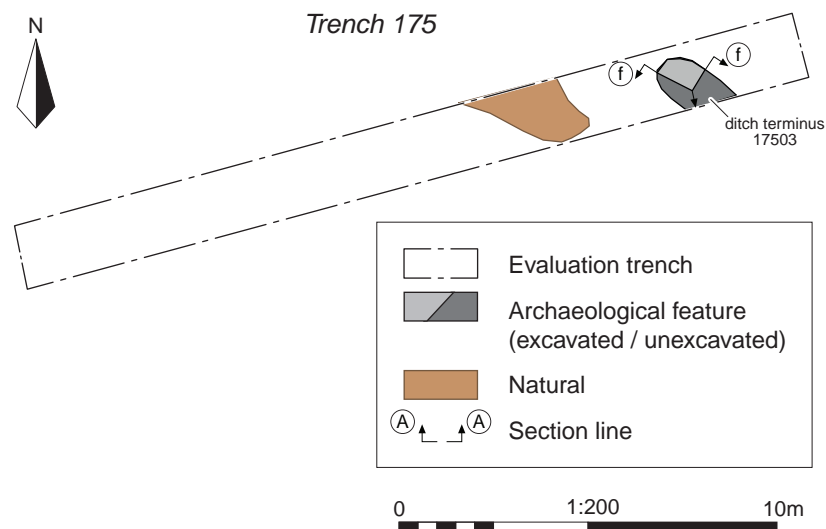 N
Trench 175
f
f
ditch terminus
17503
Evaluation trench
Archaeological feature
(excavated / unexcavated)
Natural
A A Section line
0 1:200 10m